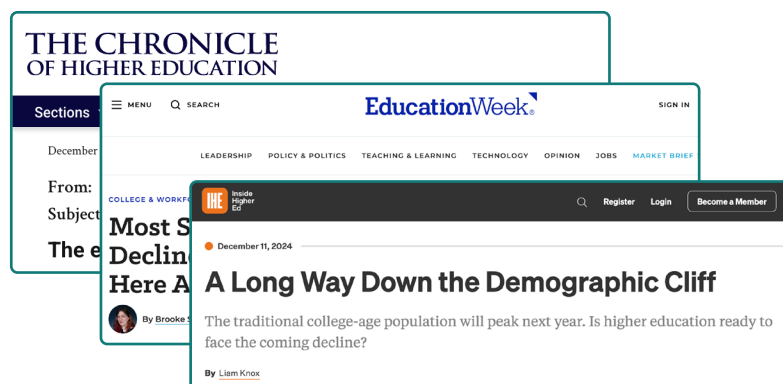 THE CHRONICLE
OF HIGHER EDUCATION
Sections
December
From:
Subject
The e
MENU
SEARCH
EducationWeek®
SIGN IN
LEADERSHIP POLICY & POLITICS TEACHING & LEARNING TECHNOLOGY OPINION JOBS MARKET BRIEF
COLLEGE & WORKFO
Most S
Declin
Here A
By Brooke S
IHE
Inside
Higher
Ed
Register Login Become a Member
December 11, 2024
A Long Way Down the Demographic Cliff
The traditional college-age population will peak next year. Is higher education ready to
face the coming decline?
By Liam Knox